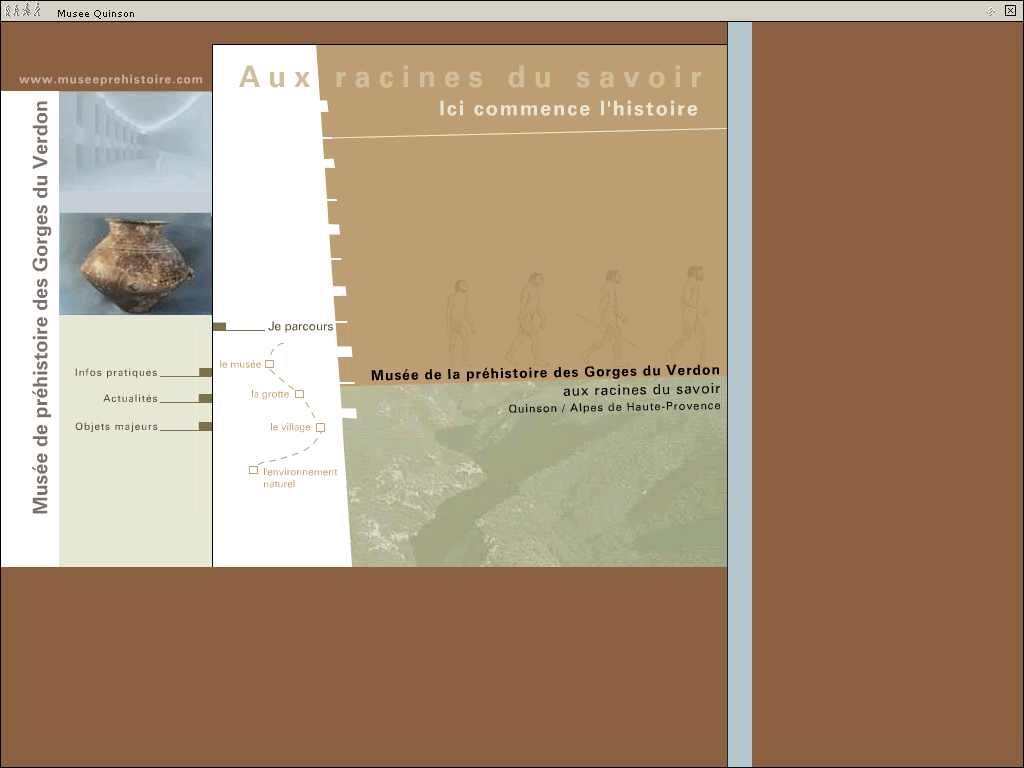 Musee Quinson
www.museeprehistoire.com
Musée de préhistoire des Gorges du Verdon
Aux racines du savoir
Ici commence l'histoire
Je parcours
le musée
la grotte
le village
l'environnement
naturel
Infos pratiques
Actualités
Objets majeurs
Musée de la préhistoire des Gorges du Verdon
aux racines du savoir
Quinson / Alpes de Haute-Provence